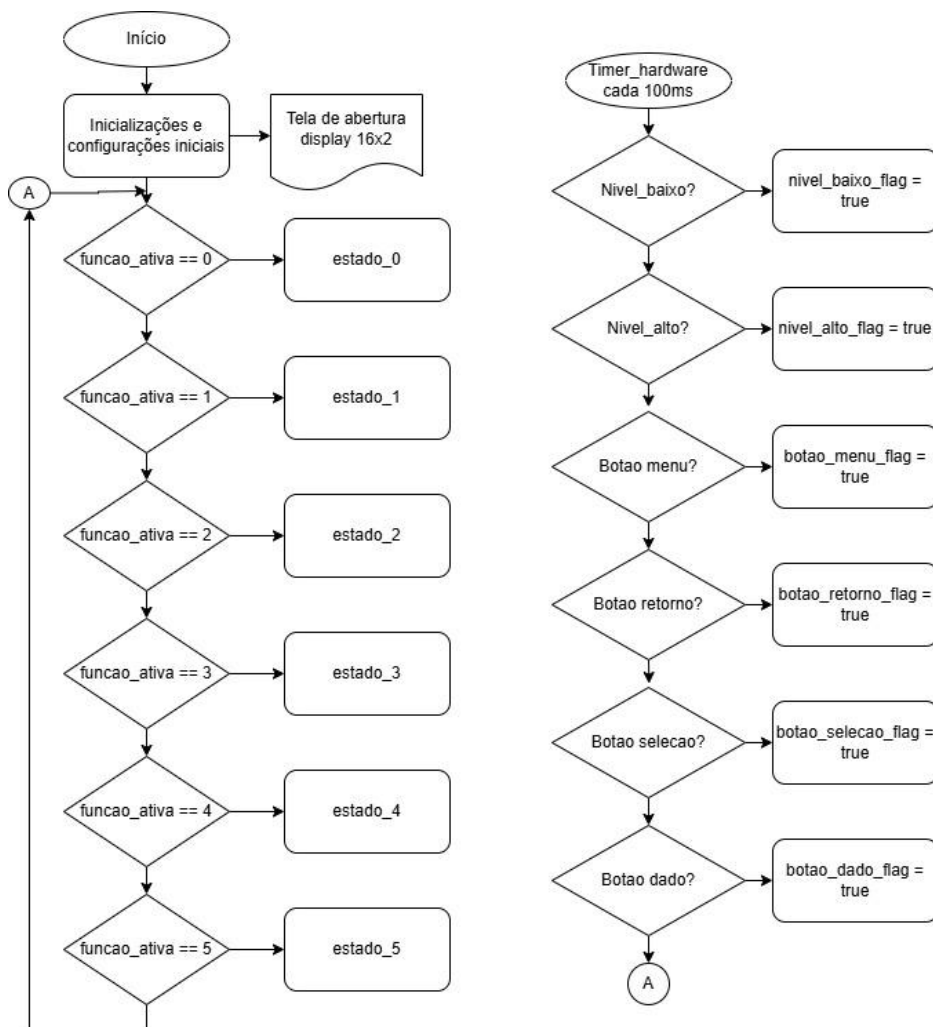 Início
Inicializações e
configurações iniciais
Tela de abertura
display 16x2
A
funcao_ativa == 0
estado_0
funcao_ativa == 1
estado_1
funcao_ativa == 2
estado_2
funcao_ativa == 3
estado_3
funcao_ativa == 4
estado_4
funcao_ativa == 5
estado_5
Timer_hardware
cada 100ms
Nivel_baixo?
nivel_baixo_flag =
true
Nivel_alto?
nivel_alto_flag = true
Botao menu?
botao_menu_flag =
true
Botao retorno?
botao_retorno_flag =
true
Botao selecao?
botao_selecao_flag =
true
Botao dado?
botao_dado_flag =
true
A